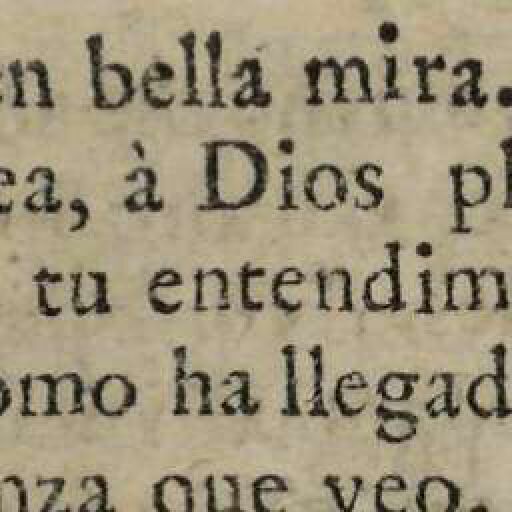 en bella mira.
ea, à Dios pl
tu entendim
omo ha llegad
nza que veo.